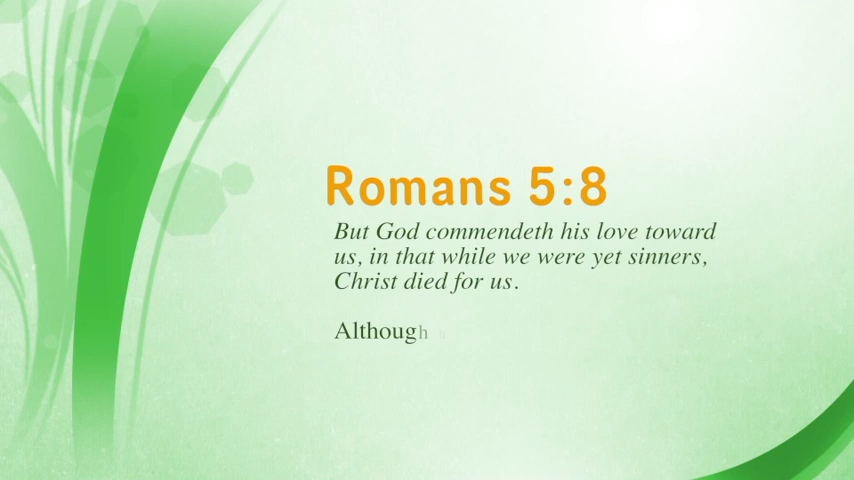 Romans 5:8
But God commendeth his love toward
us, in that while we were yet sinners,
Christ died for us.
Although